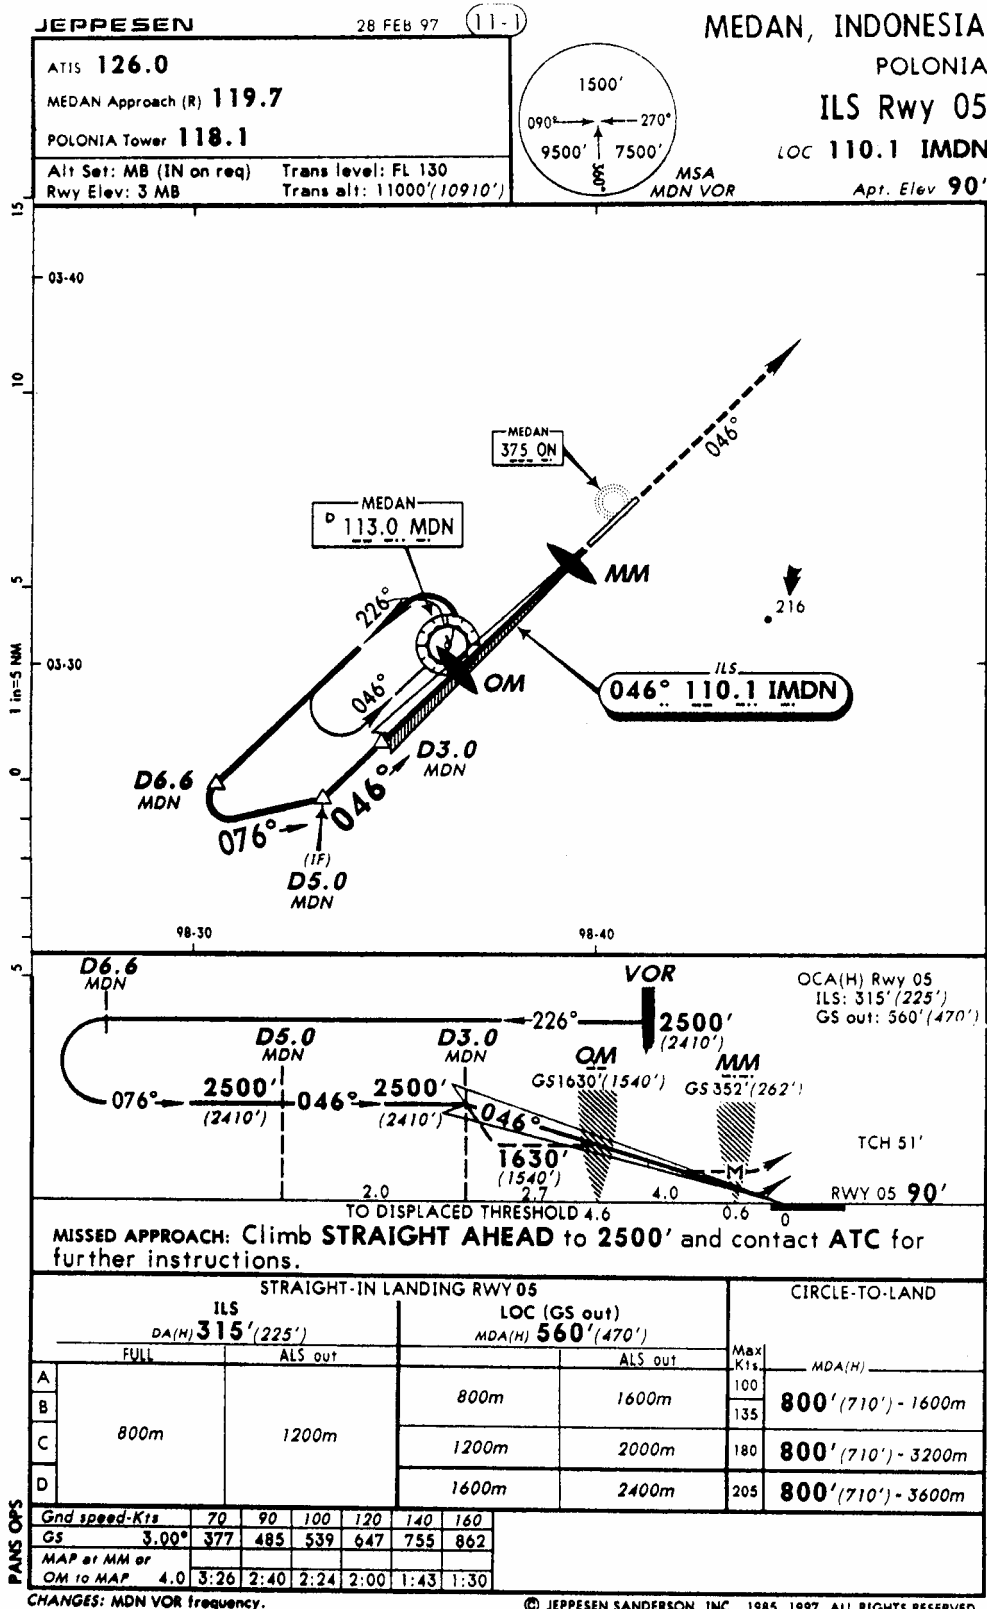 JEPPESEN 28 FEB 97 (11-1)
MEDAN, INDONESIA
POLONIA
ILS Rwy 05
LOC 110.1 IMDN
Apt. Elev 90'
ATIS 126.0
MEDAN Approach (R) 119.7
POLONIA Tower 118.1
Alt Set: MB (IN on req) Trans level: FL 130
Rwy Elev: 3 MB Trans alt: 11000'(10910')
1500'
090° 270°
9500' 7500'
360°
MSA
MDN VOR
15
10
5
1 in=5 NM
0
5
03-40
046°
MEDAN
375 ON
MEDAN
D 113.0 MDN
MM
216
226°
03-30
046°
OM
ILS
046° 110.1 IMDN
D3.0
MDN
D6.6
MDN
046°
076°
(IF)
D5.0
MDN
98-30 98-40
D6.6
MDN
VOR
OCA(H) Rwy 05
ILS: 315'(225')
GS out: 560'(470')
226°
2500'
(2410')
D5.0
MDN
D3.0
MDN
OM
GS1630'(1540')
MM
GS352'(262')
076° 2500' 046° 2500' 046°
(2410') (2410')
1630'
(1540')
TCH 51'
M
RWY 05 90'
2.0 2.7 4.0
TO DISPLACED THRESHOLD 4.6 0.6 0
MISSED APPROACH: Climb STRAIGHT AHEAD to 2500' and contact ATC for
further instructions.
STRAIGHT-IN LANDING RWY 05 CIRCLE-TO-LAND
ILS LOC (GS out)
DA(H) 315'(225') MDA(H) 560'(470')
FULL ALS out ALS out Max Kts. MDA(H)
A 100
B 800m 1600m 135 800'(710') - 1600m
C 800m 1200m 1200m 2000m 180 800'(710') - 3200m
D 1600m 2400m 205 800'(710') - 3600m
PANS OPS
Gnd speed-Kts 70 90 100 120 140 160
GS 3.00° 377 485 539 647 755 862
MAP at MM or
OM to MAP 4.0 3:26 2:40 2:24 2:00 1:43 1:30
CHANGES: MDN VOR frequency.
© JEPPESEN SANDERSON, INC., 1985, 1997. ALL RIGHTS RESERVED